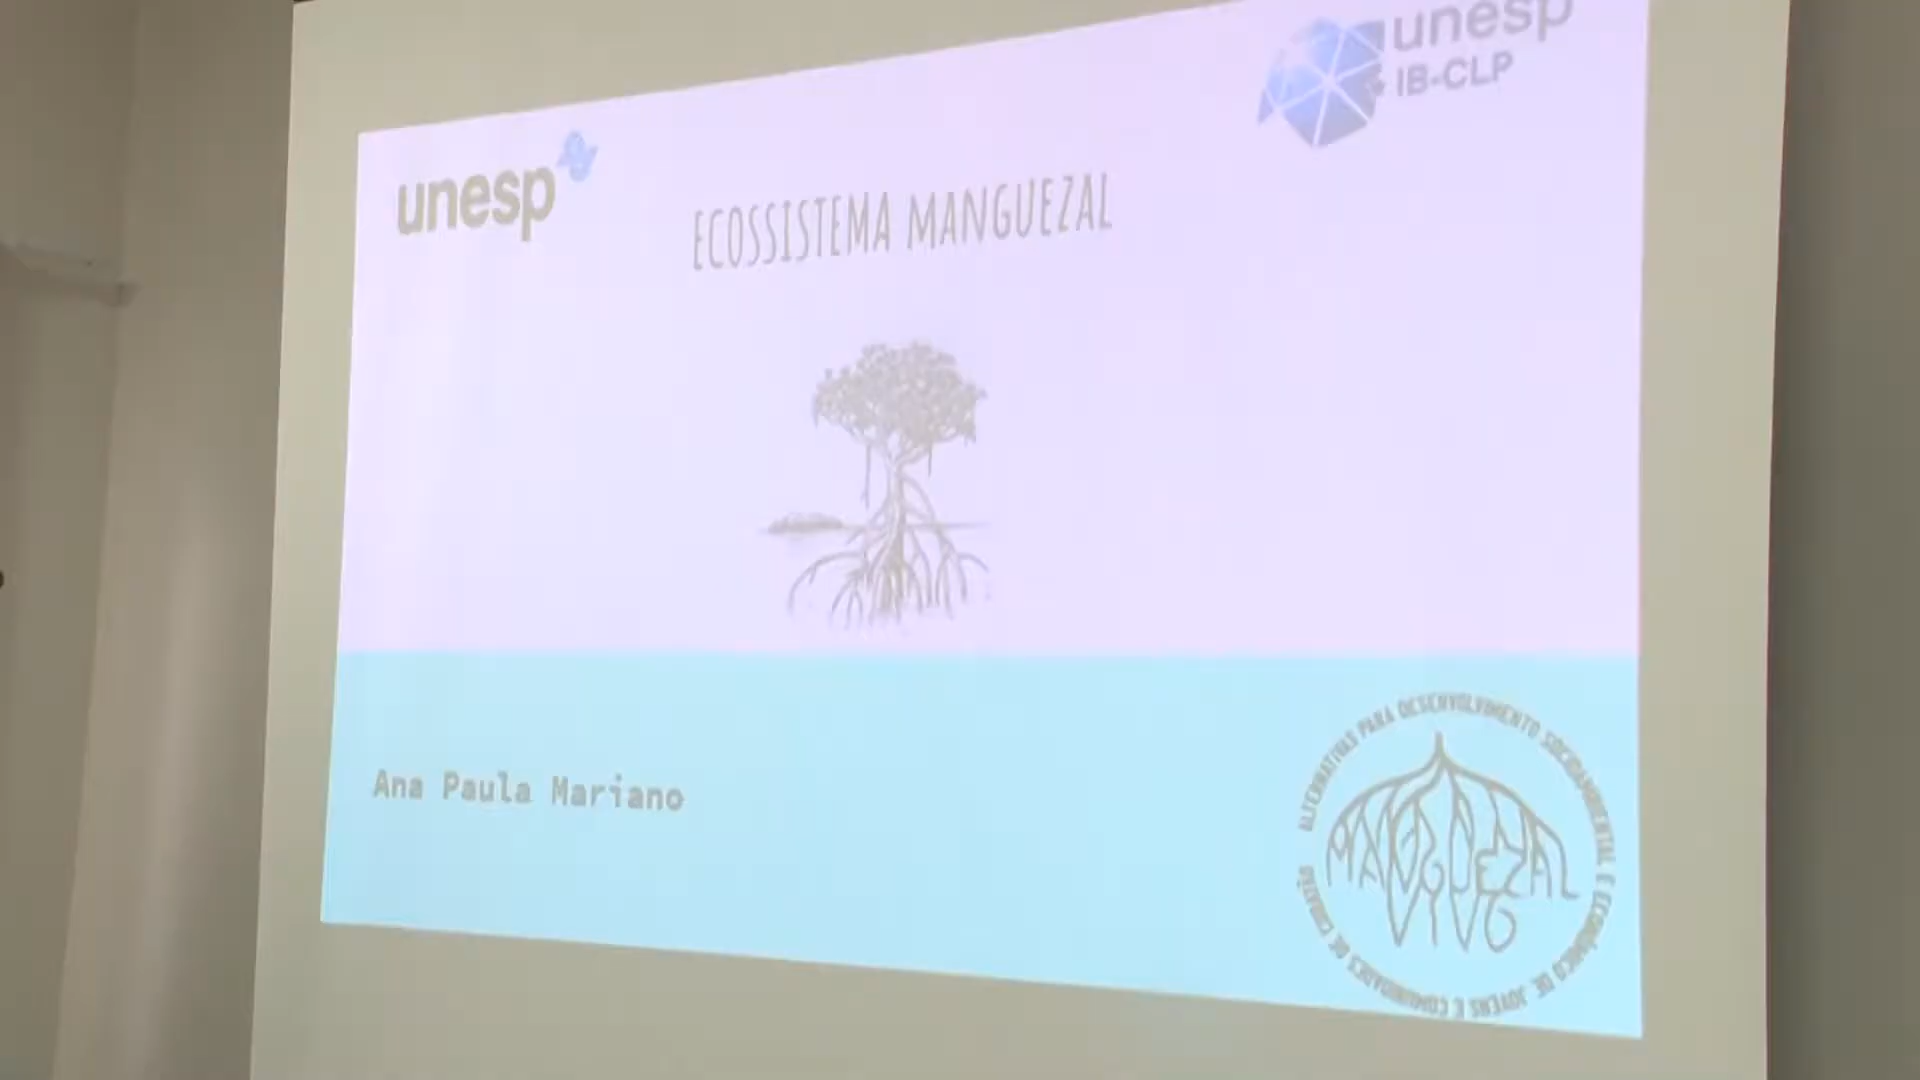 unesp
unesp
IB-CLP
ECOSSISTEMA MANGUEZAL
Ana Paula Mariano
ALTERNATIVAS PARA DESENVOLVIMENTO SOCIOAMBIENTAL E ECONÔMICO DE JOVENS E COMUNIDADES DE CUBATÃO
MANGUEZAL
VIVO